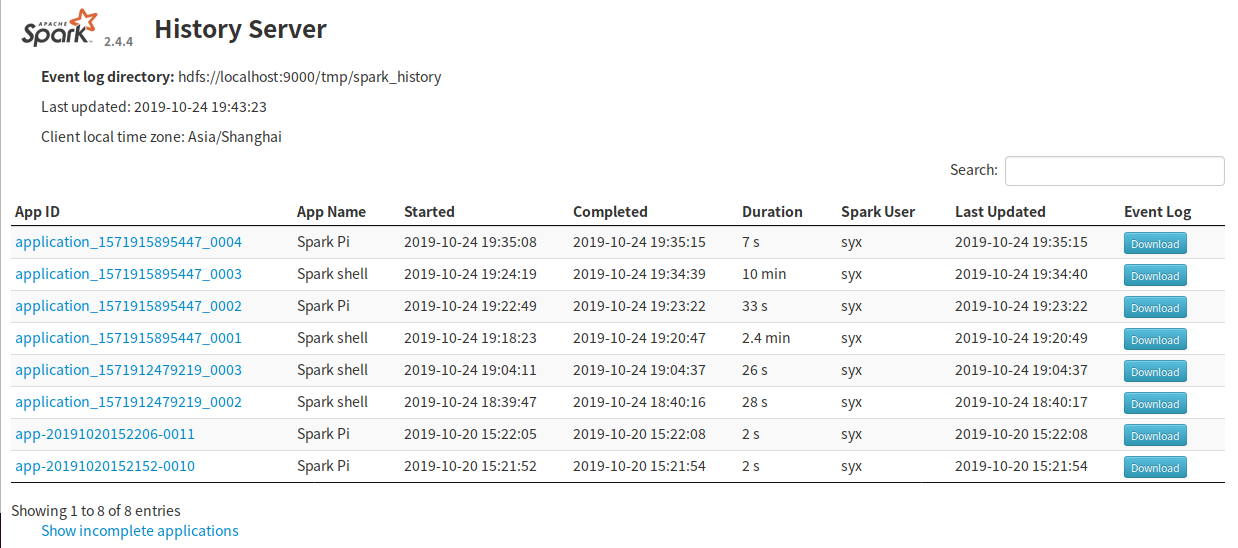 APACHE
Spark 2.4.4 History Server
Event log directory: hdfs://localhost:9000/tmp/spark_history
Last updated: 2019-10-24 19:43:23
Client local time zone: Asia/Shanghai
Search:
App ID App Name Started Completed Duration Spark User Last Updated Event Log
application_1571915895447_0004 Spark Pi 2019-10-24 19:35:08 2019-10-24 19:35:15 7 s syx 2019-10-24 19:35:15 Download
application_1571915895447_0003 Spark shell 2019-10-24 19:24:19 2019-10-24 19:34:39 10 min syx 2019-10-24 19:34:40 Download
application_1571915895447_0002 Spark Pi 2019-10-24 19:22:49 2019-10-24 19:23:22 33 s syx 2019-10-24 19:23:22 Download
application_1571915895447_0001 Spark shell 2019-10-24 19:18:23 2019-10-24 19:20:47 2.4 min syx 2019-10-24 19:20:49 Download
application_1571912479219_0003 Spark shell 2019-10-24 19:04:11 2019-10-24 19:04:37 26 s syx 2019-10-24 19:04:37 Download
application_1571912479219_0002 Spark shell 2019-10-24 18:39:47 2019-10-24 18:40:16 28 s syx 2019-10-24 18:40:17 Download
app-20191020152206-0011 Spark Pi 2019-10-20 15:22:05 2019-10-20 15:22:08 2 s syx 2019-10-20 15:22:08 Download
app-20191020152152-0010 Spark Pi 2019-10-20 15:21:52 2019-10-20 15:21:54 2 s syx 2019-10-20 15:21:54 Download
Showing 1 to 8 of 8 entries
Show incomplete applications